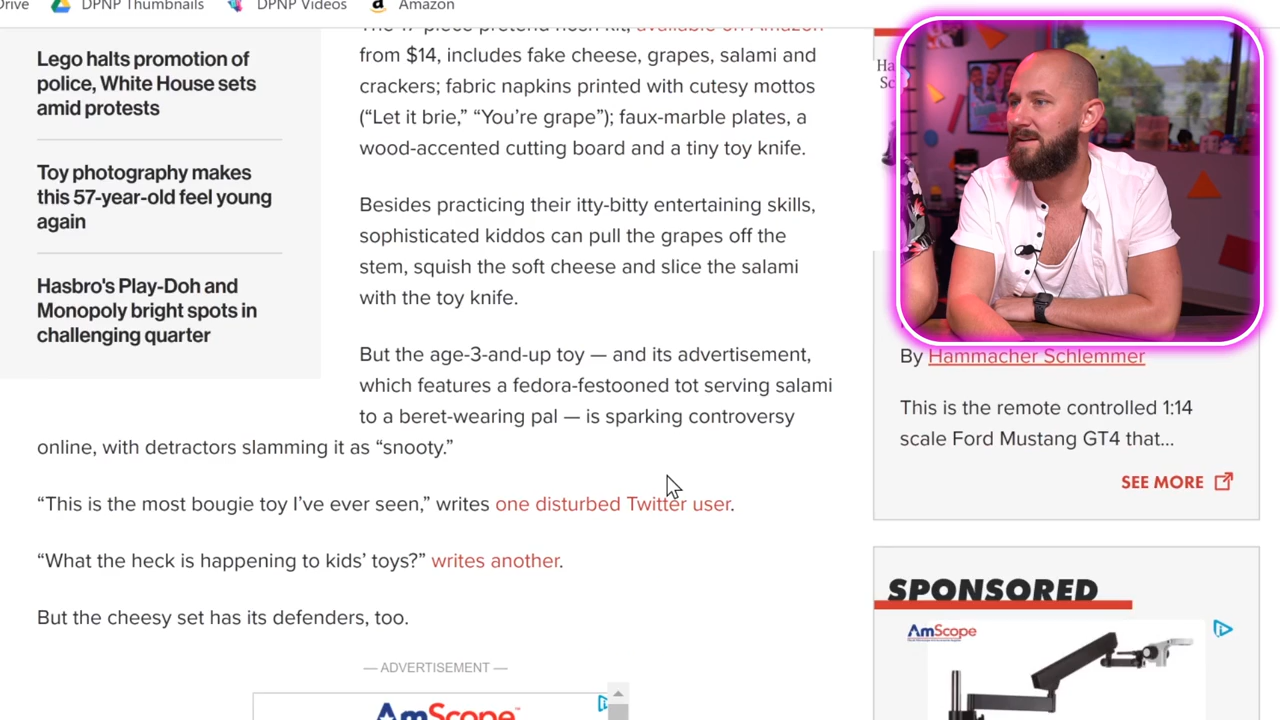 Drive
DPNP Thumbnails
DPNP Videos
Amazon
Lego halts promotion of
police, White House sets
amid protests
Toy photography makes
this 57-year-old feel young
again
Hasbro's Play-Doh and
Monopoly bright spots in
challenging quarter
The 17-piece pretend nosh kit, available on Amazon
from $14, includes fake cheese, grapes, salami and
crackers; fabric napkins printed with cutesy mottos
(“Let it brie,” “You’re grape”); faux-marble plates, a
wood-accented cutting board and a tiny toy knife.
Besides practicing their itty-bitty entertaining skills,
sophisticated kiddos can pull the grapes off the
stem, squish the soft cheese and slice the salami
with the toy knife.
But the age-3-and-up toy — and its advertisement,
which features a fedora-festooned tot serving salami
to a beret-wearing pal — is sparking controversy
online, with detractors slamming it as “snooty.”
“This is the most bougie toy I’ve ever seen,” writes one disturbed Twitter user.
“What the heck is happening to kids’ toys?” writes another.
But the cheesy set has its defenders, too.
— ADVERTISEMENT —
AmScope
Ha
Sc
By Hammacher Schlemmer
This is the remote controlled 1:14
scale Ford Mustang GT4 that...
SEE MORE
SPONSORED
AmScope